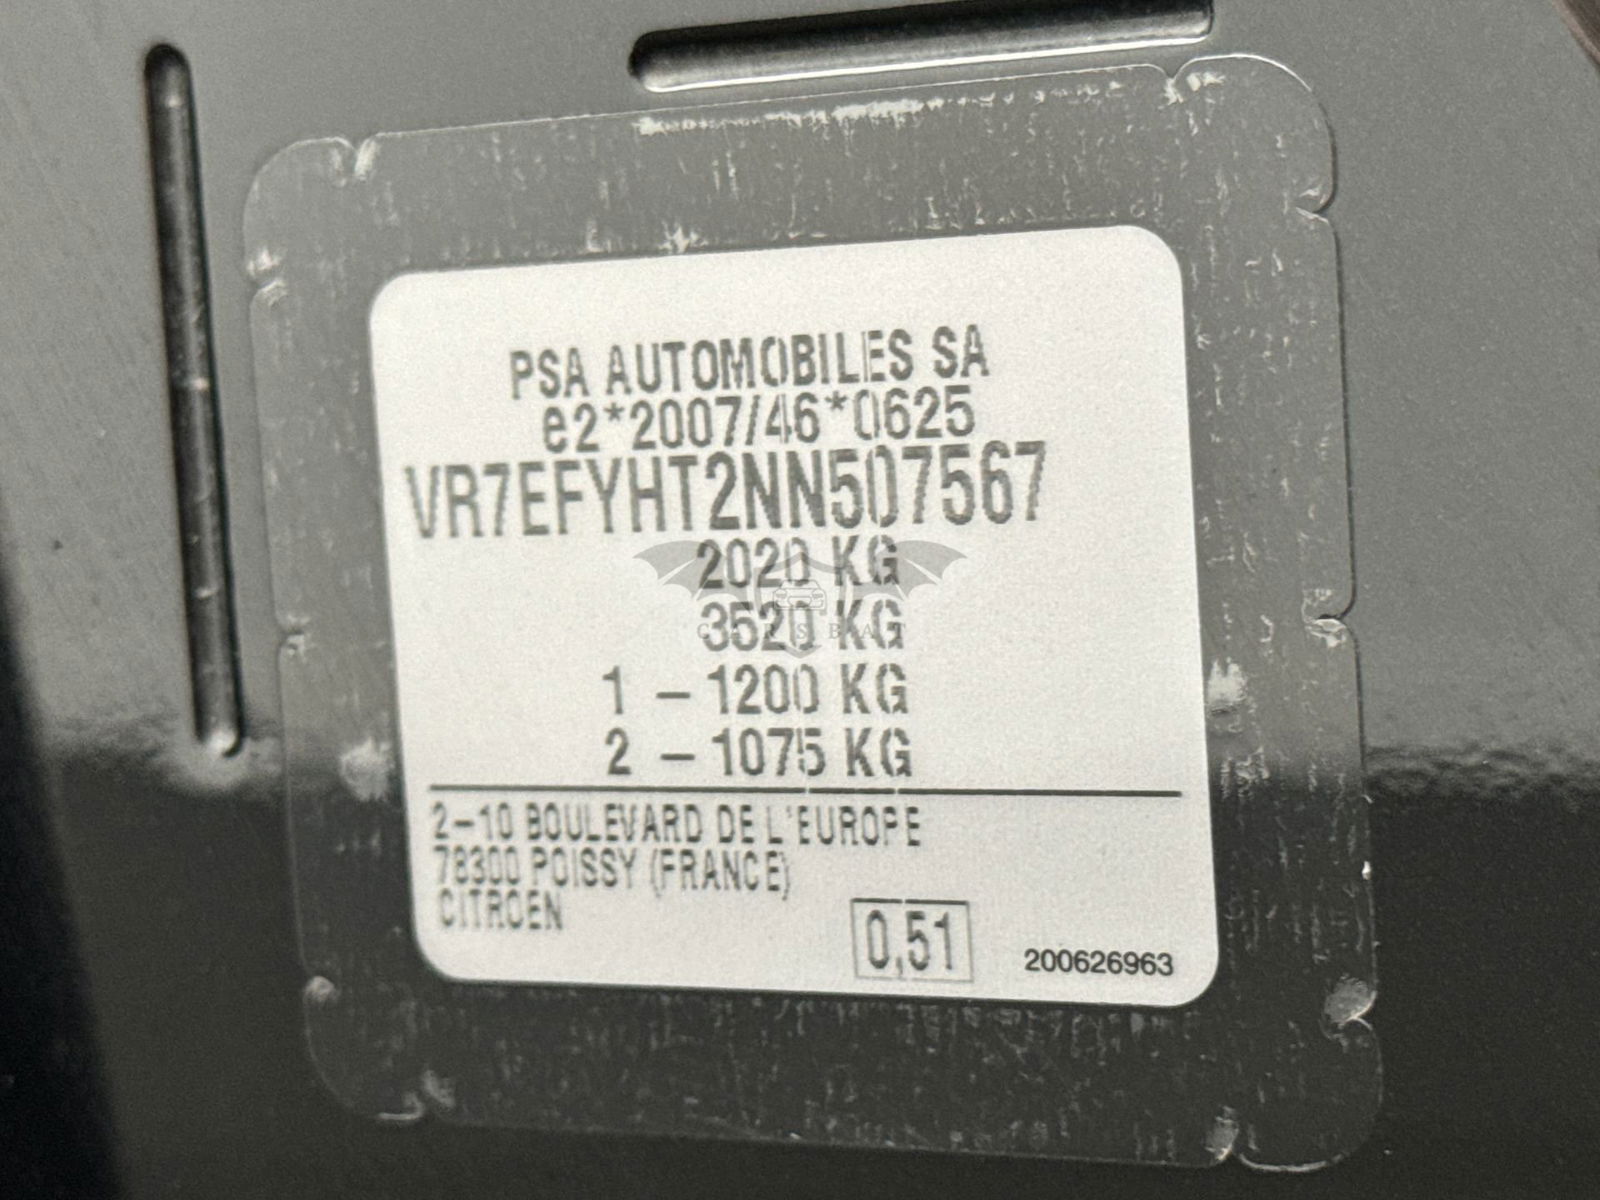 PSA AUTOMOBILES SA
e2*2007/46*0625
VR7EFYHT2NN507567
2020 KG
3520 KG
1 - 1200 KG
2 - 1075 KG
2-10 BOULEVARD DE L'EUROPE
78300 POISSY (FRANCE)
CITROEN
0,51
200626963
CARSBAT